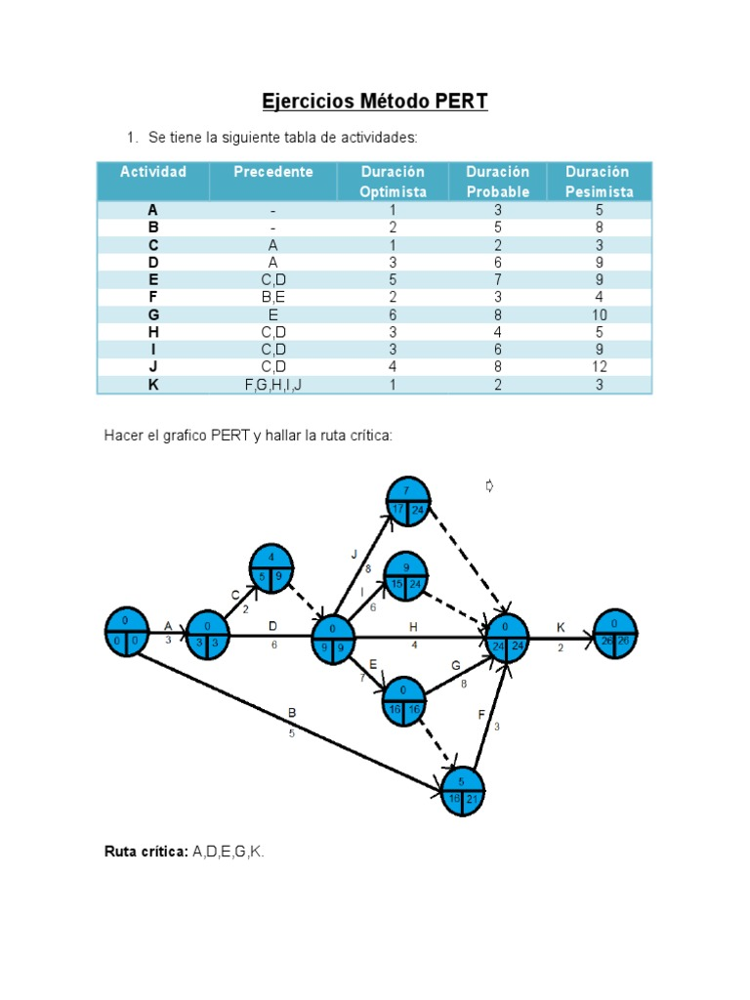 Ejercicios Método PERT
1. Se tiene la siguiente tabla de actividades:
Actividad Precedente Duración Optimista Duración Probable Duración Pesimista
A - 1 3 5
B - 2 5 8
C A 1 2 3
D A 3 6 9
E C,D 5 7 9
F B,E 2 3 4
G E 6 8 10
H C,D 3 4 5
I C,D 3 6 9
J C,D 4 8 12
K F,G,H,I,J 1 2 3
Hacer el grafico PERT y hallar la ruta crítica:
7
17 24
J
8
4
5 9
9
15 24
I
6
C
2
0
0 0
A
3
0
3 3
D
6
0
9 9
H
4
0
24 24
K
2
0
26 26
E
7
G
8
0
16 16
B
5
F
3
5
16 21
Ruta crítica: A,D,E,G,K.